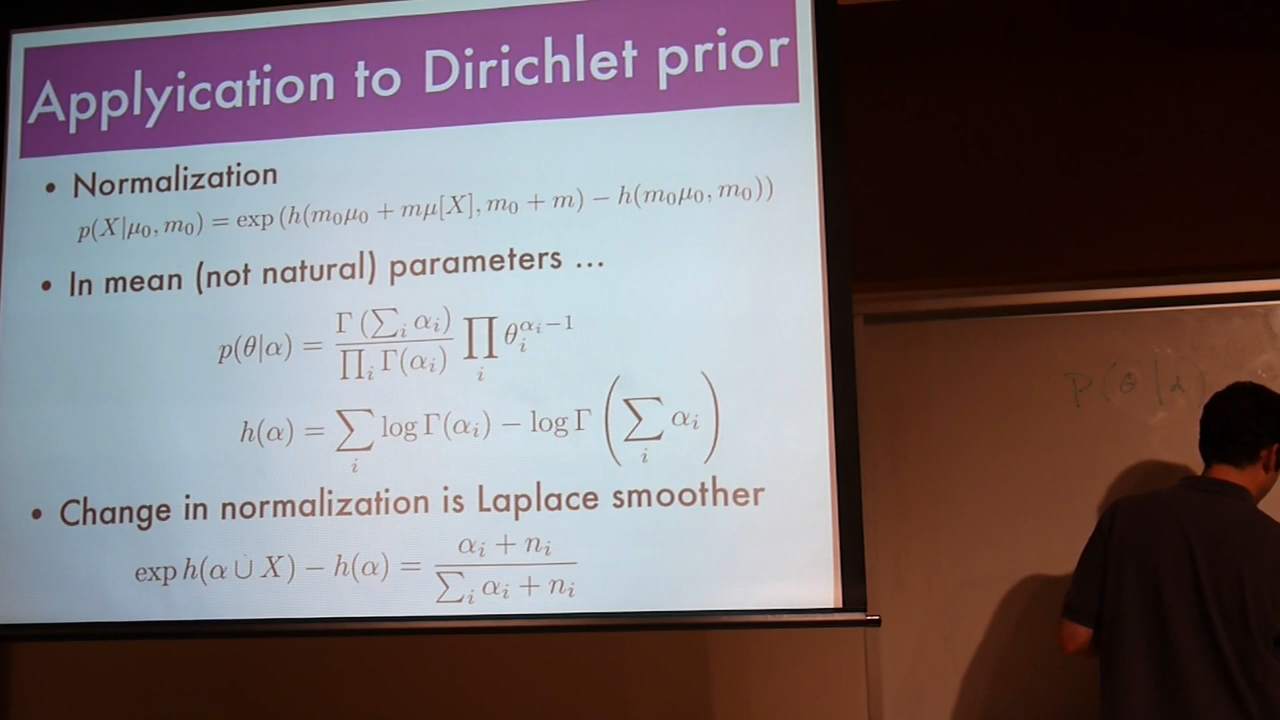 Applyication to Dirichlet prior
• Normalization
p(X|μ₀, m₀) = exp (h(m₀μ₀ + mμ[X], m₀ + m) − h(m₀μ₀, m₀))
• In mean (not natural) parameters ...
p(θ|α) = Γ (∑ᵢ αᵢ) / ∏ᵢ Γ(αᵢ) ∏ᵢ θᵢ^{αᵢ−1}
h(α) = ∑ᵢ log Γ(αᵢ) − log Γ (∑ᵢ αᵢ)
• Change in normalization is Laplace smoother
exp h(α ∪ X) − h(α) = αᵢ + nᵢ / ∑ᵢ αᵢ + nᵢ
P(θ|α)